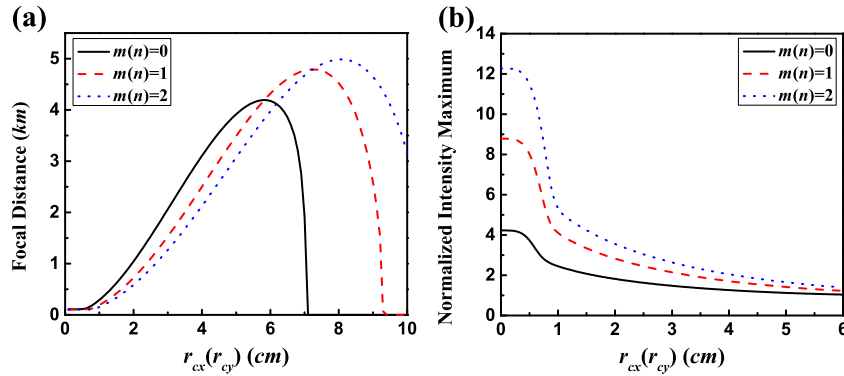 (a)
m(n)=0
m(n)=1
m(n)=2
Focal Distance (km)
5
4
3
2
1
0
0 2 4 6 8 10
rcx(rcy) (cm)
(b)
m(n)=0
m(n)=1
m(n)=2
Normalized Intensity Maximum
14
12
10
8
6
4
2
0
0 1 2 3 4 5 6
rcx(rcy) (cm)